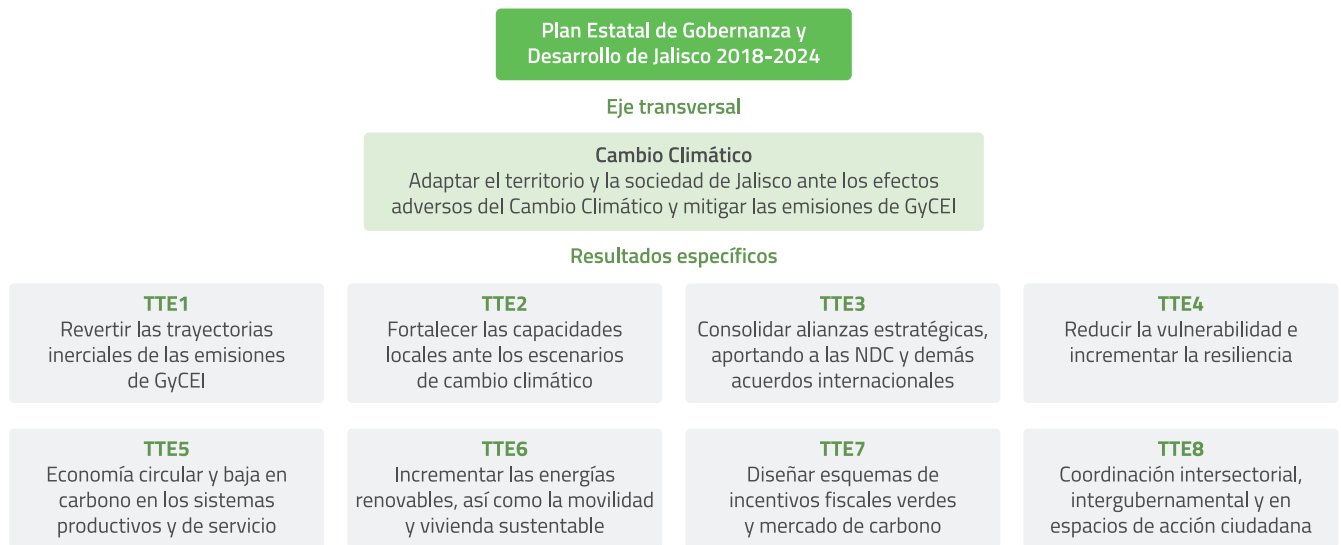 Plan Estatal de Gobernanza y
Desarrollo de Jalisco 2018-2024
Eje transversal
Cambio Climático
Adaptar el territorio y la sociedad de Jalisco ante los efectos
adversos del Cambio Climático y mitigar las emisiones de GyCEI
Resultados específicos
TTE1
Revertir las trayectorias
inerciales de las emisiones
de GyCEI
TTE2
Fortalecer las capacidades
locales ante los escenarios
de cambio climático
TTE3
Consolidar alianzas estratégicas,
aportando a las NDC y demás
acuerdos internacionales
TTE4
Reducir la vulnerabilidad e
incrementar la resiliencia
TTE5
Economía circular y baja en
carbono en los sistemas
productivos y de servicio
TTE6
Incrementar las energías
renovables, así como la movilidad
y vivienda sustentable
TTE7
Diseñar esquemas de
incentivos fiscales verdes
y mercado de carbono
TTE8
Coordinación intersectorial,
intergubernamental y en
espacios de acción ciudadana